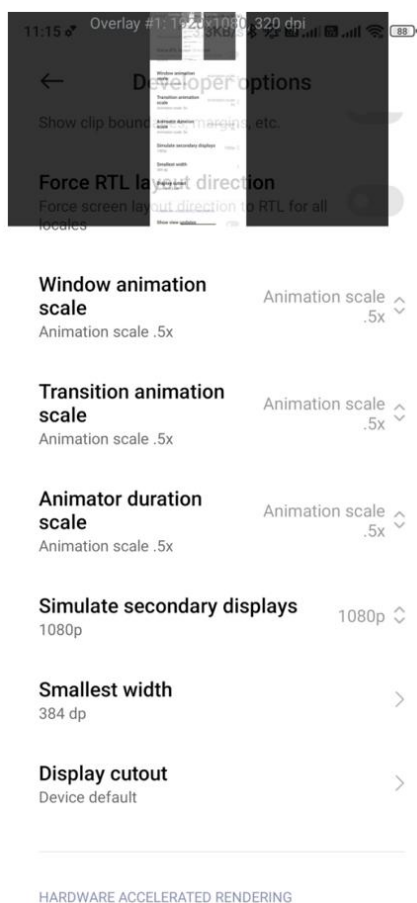 11:15
Overlay #1: 1920x1080, 320 dpi
88
Developer options
Show clip bounds, margins, etc.
Force RTL layout direction
Force screen layout direction to RTL for all
locales
Window animation
scale
Animation scale .5x
Animation scale
.5x
Transition animation
scale
Animation scale .5x
Animation scale
.5x
Animator duration
scale
Animation scale .5x
Animation scale
.5x
Simulate secondary displays
1080p
1080p
Smallest width
384 dp
Display cutout
Device default
HARDWARE ACCELERATED RENDERING